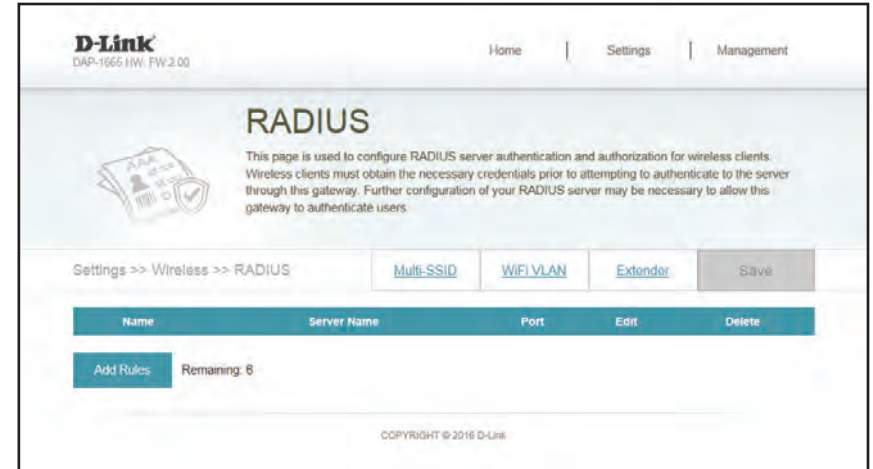 D-Link
DAP-1665 HW: FW:2.00
Home | Settings | Management
RADIUS
This page is used to configure RADIUS server authentication and authorization for wireless clients.
Wireless clients must obtain the necessary credentials prior to attempting to authenticate to the server
through this gateway. Further configuration of your RADIUS server may be necessary to allow this
gateway to authenticate users.
AAA
Settings >> Wireless >> RADIUS Multi-SSID WiFi VLAN Extender Save
Name Server Name Port Edit Delete
Add Rules Remaining: 6
COPYRIGHT © 2016 D-Link